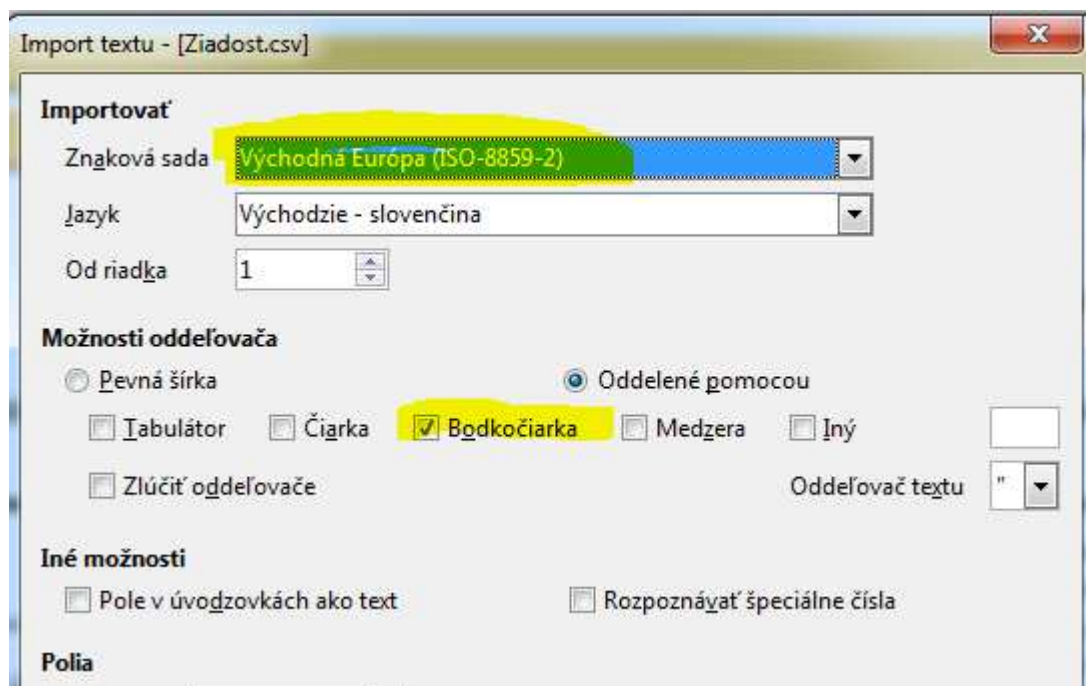 Import textu - [Ziadost.csv]
Importovať
Znaková sada Východná Európa (ISO-8859-2)
Jazyk Východzie - slovenčina
Od riadka 1
Možnosti oddeľovača
Pevná šírka Oddelené pomocou
Tabulátor Čiarka Bodkočiarka Medzera Iný
Zlúčiť oddeľovače Oddeľovač textu "
Iné možnosti
Pole v úvodzovkách ako text Rozpoznávať špeciálne čísla
Polia